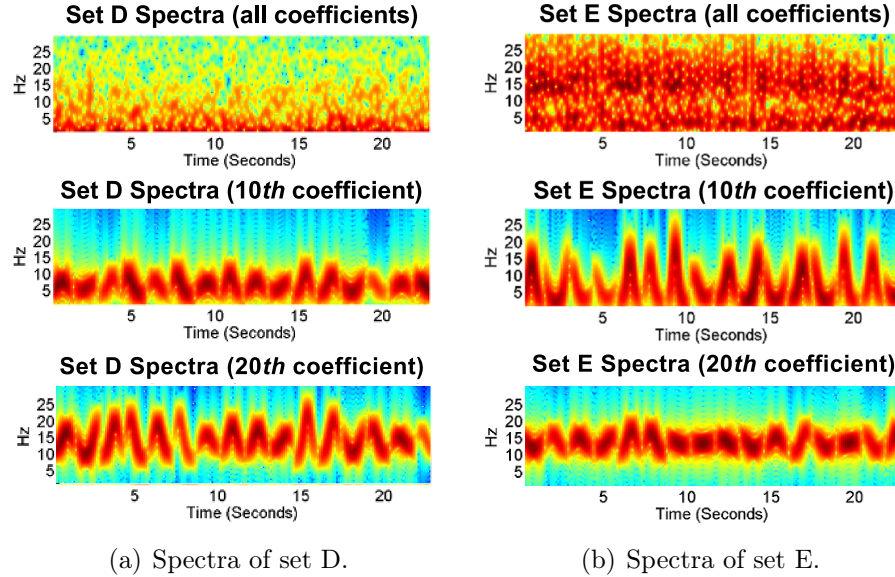 Set D Spectra (all coefficients)
Hz
25
20
15
10
5
5 10 15 20
Time (Seconds)
Set D Spectra (10th coefficient)
Hz
25
20
15
10
5
5 10 15 20
Time (Seconds)
Set D Spectra (20th coefficient)
Hz
25
20
15
10
5
5 10 15 20
Time (Seconds)
(a) Spectra of set D.
Set E Spectra (all coefficients)
Hz
25
20
15
10
5
5 10 15 20
Time (Seconds)
Set E Spectra (10th coefficient)
Hz
25
20
15
10
5
5 10 15 20
Time (Seconds)
Set E Spectra (20th coefficient)
Hz
25
20
15
10
5
5 10 15 20
Time (Seconds)
(b) Spectra of set E.